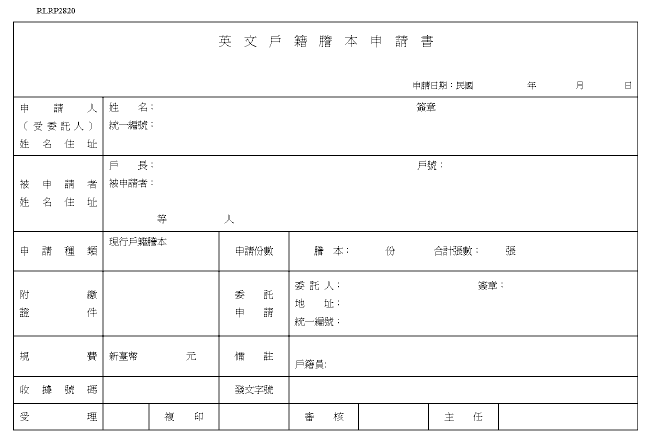 RLRP2820
英文戶籍謄本申請書
申請日期：民國 年 月 日
申請人
（受委託人）
姓名住址
姓 名：
統一編號：
簽章
被申請者
姓名住址
戶 長：
被申請者：
戶號：
等 人
申請種類
現行戶籍謄本
申請份數
謄 本： 份 合計張數： 張
附繳
證件
委託
申請
委 託 人：
地 址：
統一編號：
簽章：
規費
新臺幣 元
備 註
戶籍員:
收據號碼
發文字號
受理
複 印
審 核
主 任